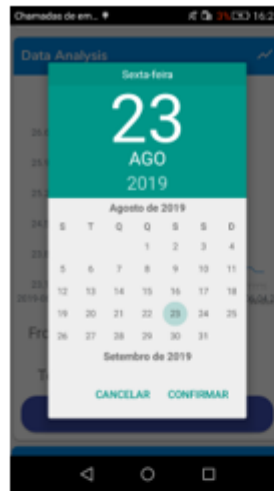 Chamadas de em...
3% 16:2
Data Analysis
Sexta-feira
23
AGO
2019
Agosto de 2019
S T Q Q S S D
1 2 3 4
5 6 7 8 9 10 11
12 13 14 15 16 17 18
19 20 21 22 23 24 25
26 27 28 29 30 31
Setembro de 2019
CANCELAR CONFIRMAR